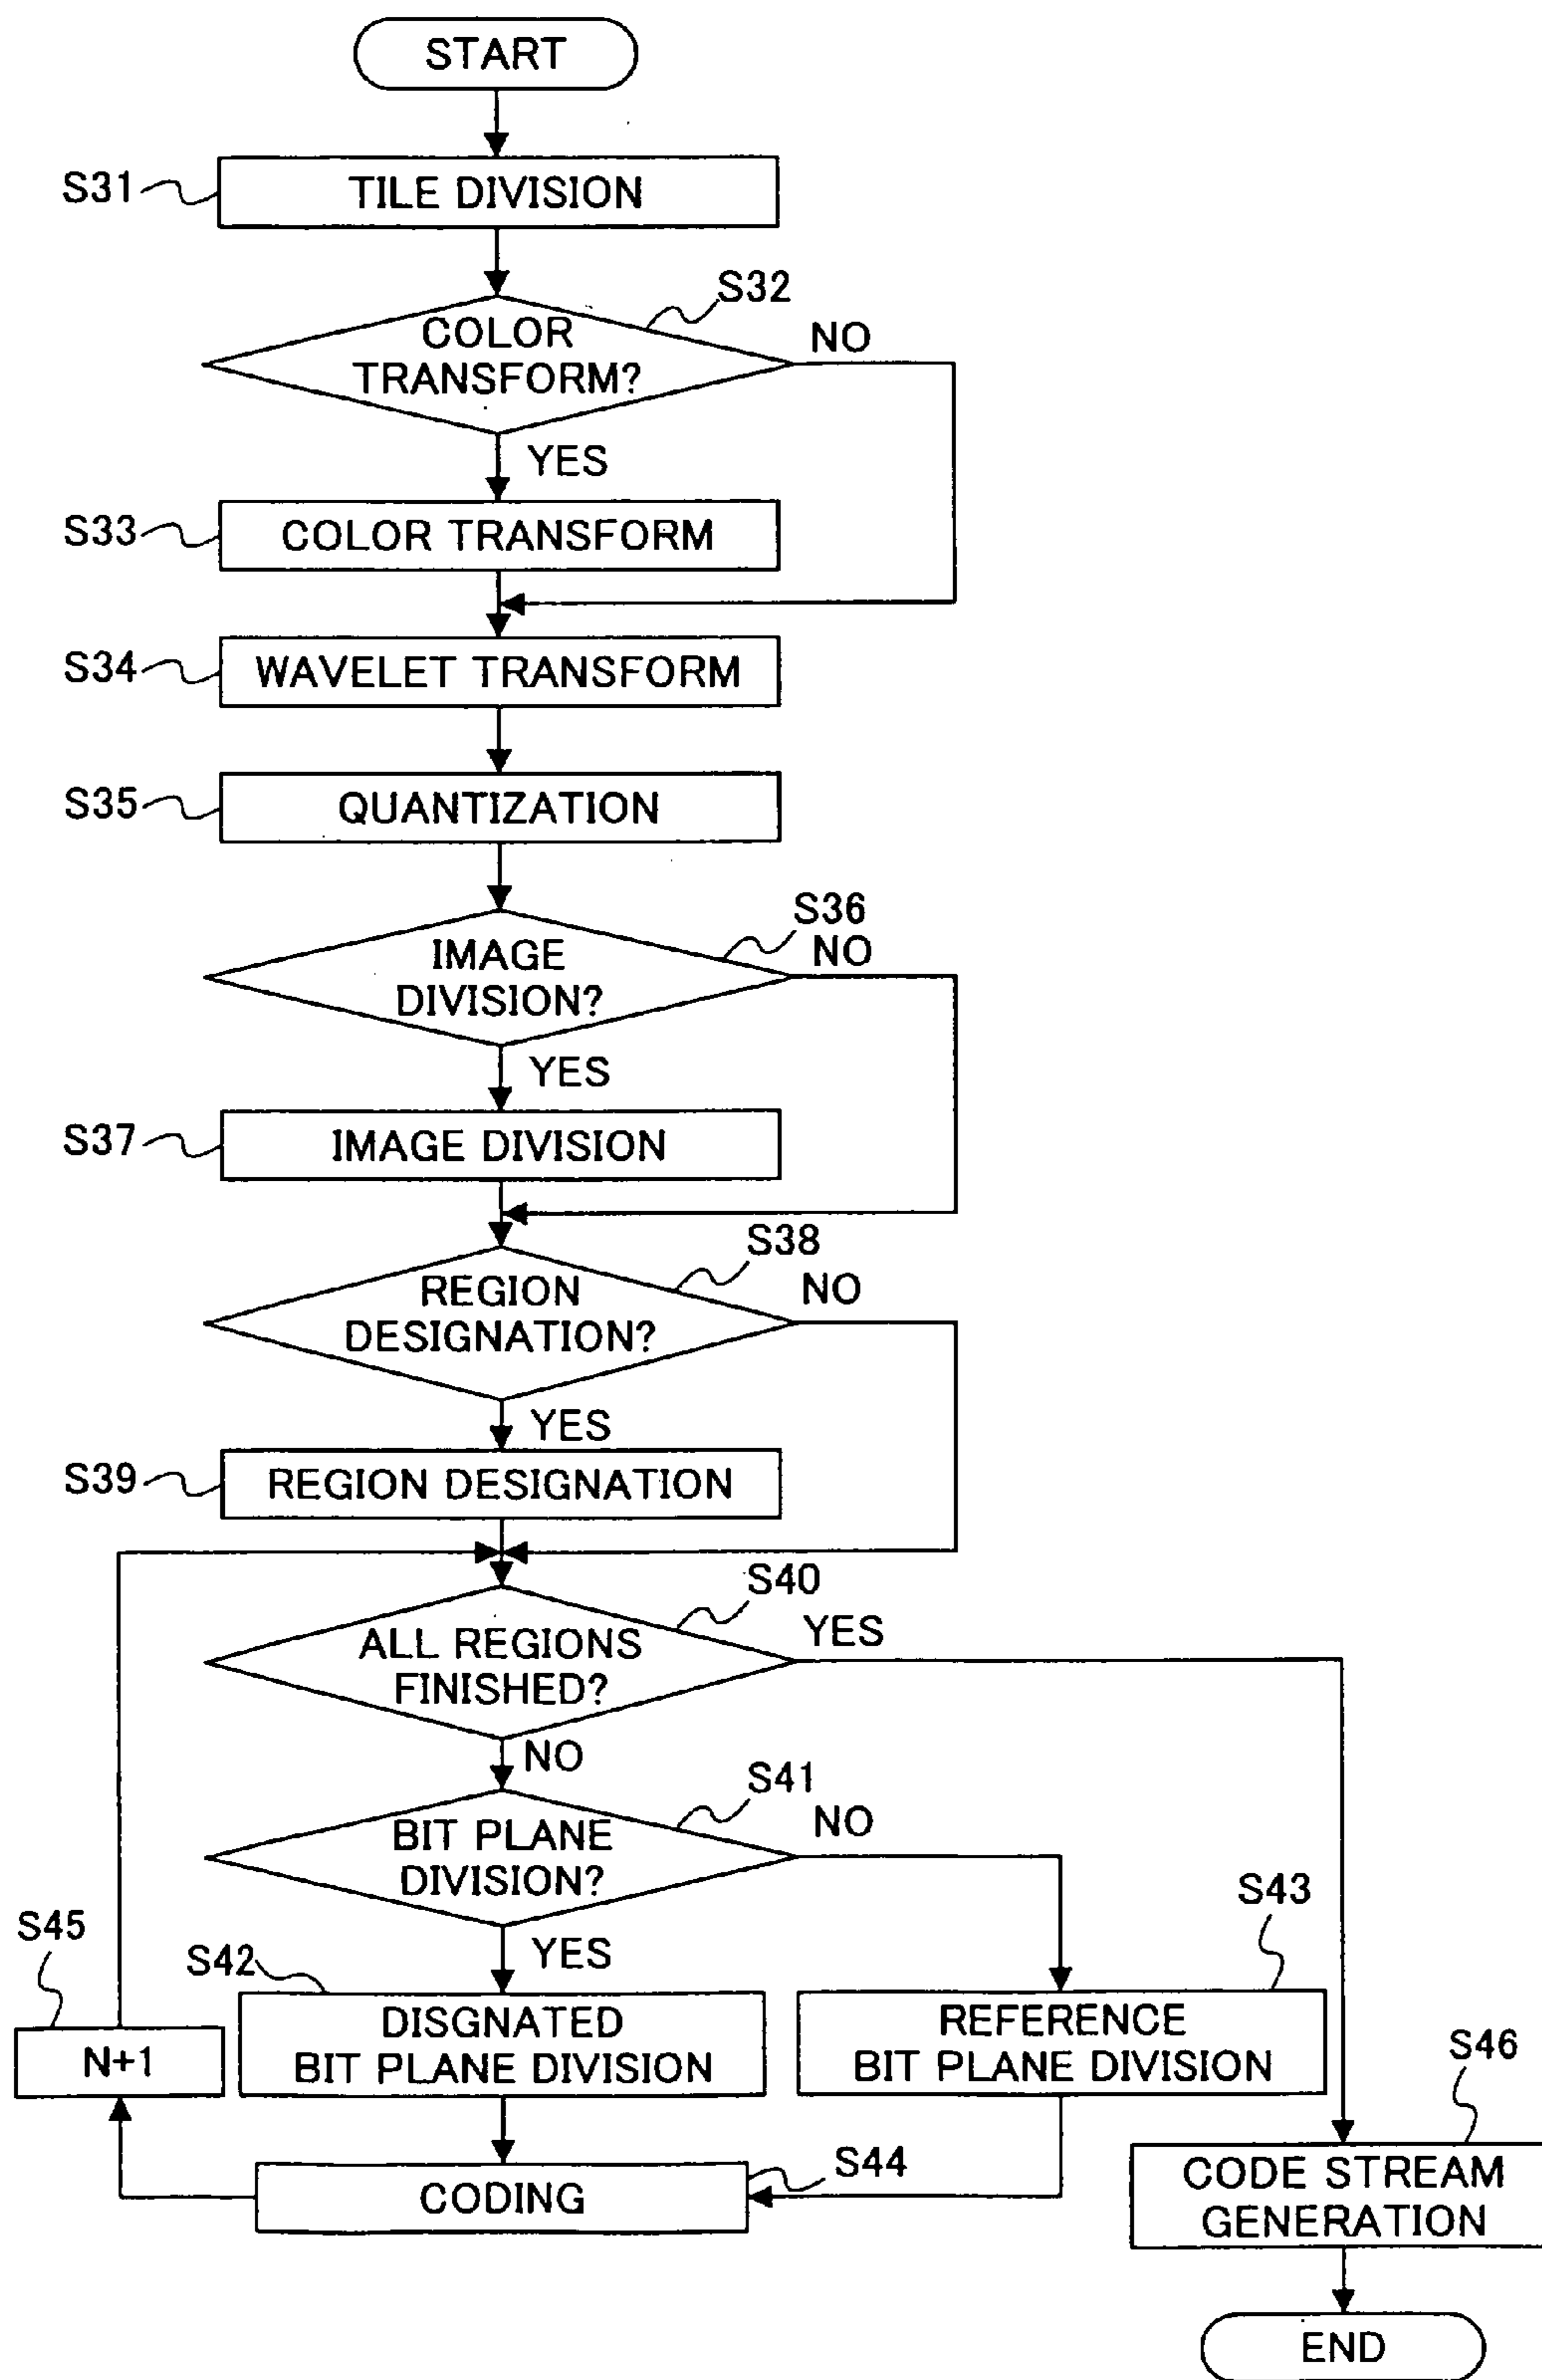 START
S31
TILE DIVISION
S32
COLOR
TRANSFORM?
NO
YES
S33
COLOR TRANSFORM
S34
WAVELET TRANSFORM
S35
QUANTIZATION
S36
IMAGE
DIVISION?
NO
YES
S37
IMAGE DIVISION
S38
REGION
DESIGNATION?
NO
YES
S39
REGION DESIGNATION
S40
ALL REGIONS
FINISHED?
YES
NO
S41
BIT PLANE
DIVISION?
NO
YES
S42
DISGNATED
BIT PLANE DIVISION
S43
REFERENCE
BIT PLANE DIVISION
S45
N+1
S44
CODING
S46
CODE STREAM
GENERATION
END